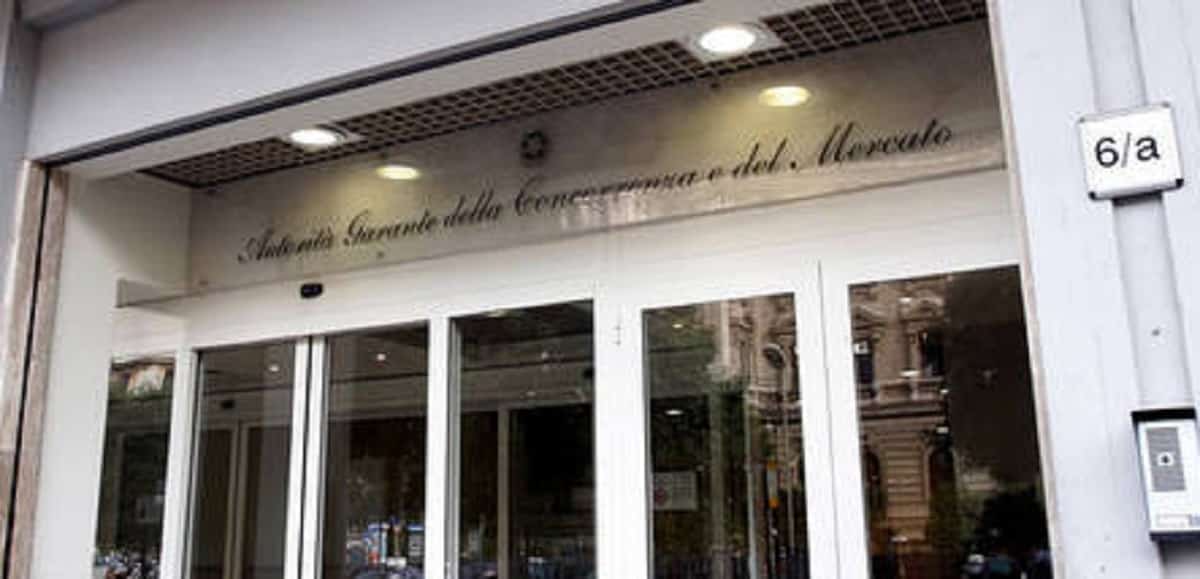 Autorità Garante della Concorrenza e del Mercato
6/a